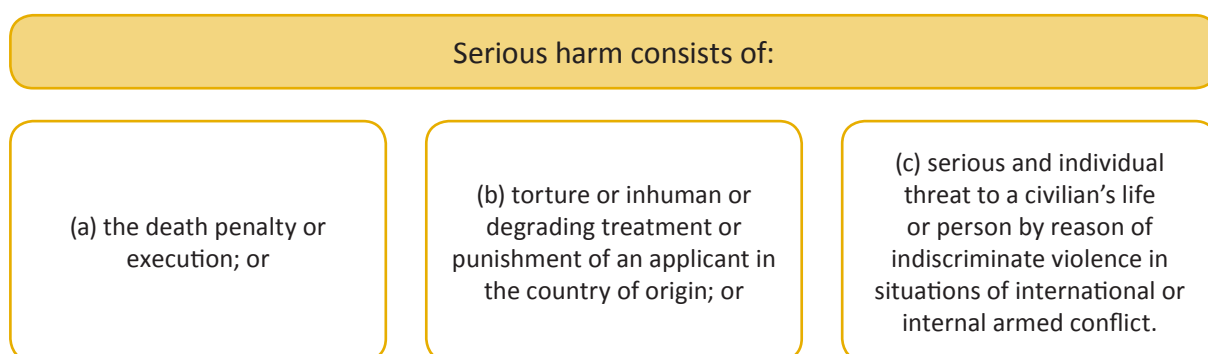 Serious harm consists of:
(a) the death penalty or
execution; or
(b) torture or inhuman or
degrading treatment or
punishment of an applicant in
the country of origin; or
(c) serious and individual
threat to a civilian’s life
or person by reason of
indiscriminate violence in
situations of international or
internal armed conflict.